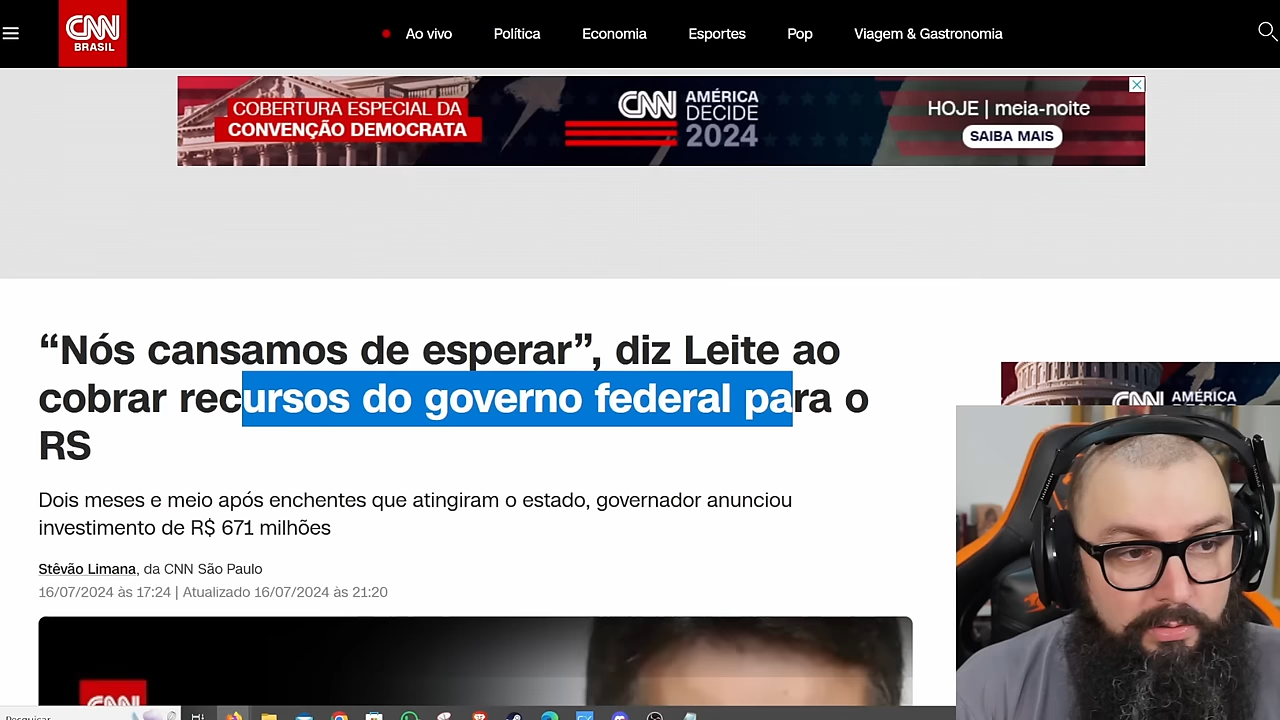 CNN
BRASIL
Ao vivo
Política
Economia
Esportes
Pop
Viagem & Gastronomia
COBERTURA ESPECIAL DA
CONVENÇÃO DEMOCRATA
CNN
AMÉRICA
DECIDE
2024
HOJE | meia-noite
SAIBA MAIS
“Nós cansamos de esperar”, diz Leite ao
cobrar recursos do governo federal para o
RS
Dois meses e meio após enchentes que atingiram o estado, governador anunciou
investimento de R$ 671 milhões
Stêvão Limana, da CNN São Paulo
16/07/2024 às 17:24 | Atualizado 16/07/2024 às 21:20
CNN AMÉRICA
CNN
Pesquisar